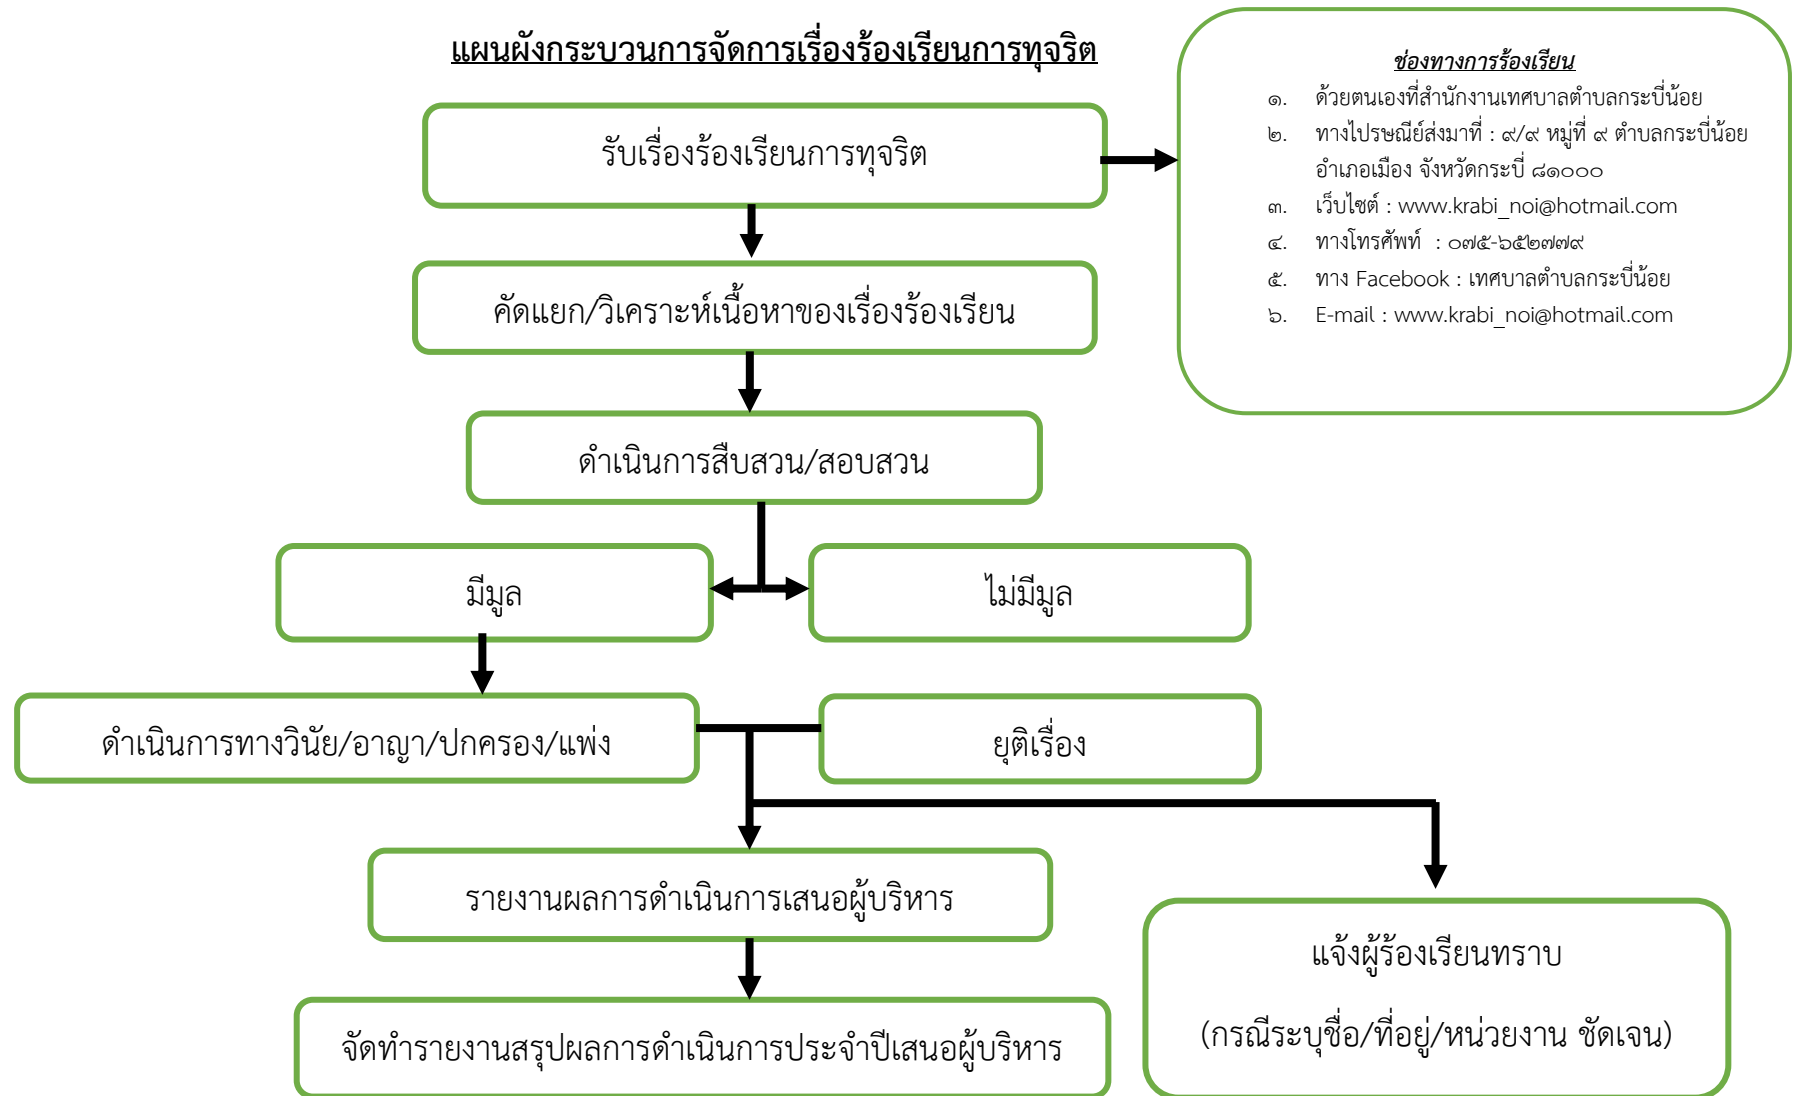 แผนผังกระบวนการจัดการเรื่องร้องเรียนการทุจริต
รับเรื่องร้องเรียนการทุจริต
ช่องทางการร้องเรียน
๑. ด้วยตนเองที่สำนักงานเทศบาลตำบลกระบี่น้อย
๒. ทางไปรษณีย์ส่งมาที่ : ๙/๙ หมู่ที่ ๙ ตำบลกระบี่น้อย
อำเภอเมือง จังหวัดกระบี่ ๘๑๐๐๐
๓. เว็บไซต์ : www.krabi_noi@hotmail.com
๔. ทางโทรศัพท์ : ๐๗๕-๖๕๒๗๗๙
๕. ทาง Facebook : เทศบาลตำบลกระบี่น้อย
๖. E-mail : www.krabi_noi@hotmail.com
คัดแยก/วิเคราะห์เนื้อหาของเรื่องร้องเรียน
ดำเนินการสืบสวน/สอบสวน
มีมูล
ไม่มีมูล
ดำเนินการทางวินัย/อาญา/ปกครอง/แพ่ง
ยุติเรื่อง
รายงานผลการดำเนินการเสนอผู้บริหาร
แจ้งผู้ร้องเรียนทราบ
(กรณีระบุชื่อ/ที่อยู่/หน่วยงาน ชัดเจน)
จัดทำรายงานสรุปผลการดำเนินการประจำปีเสนอผู้บริหาร